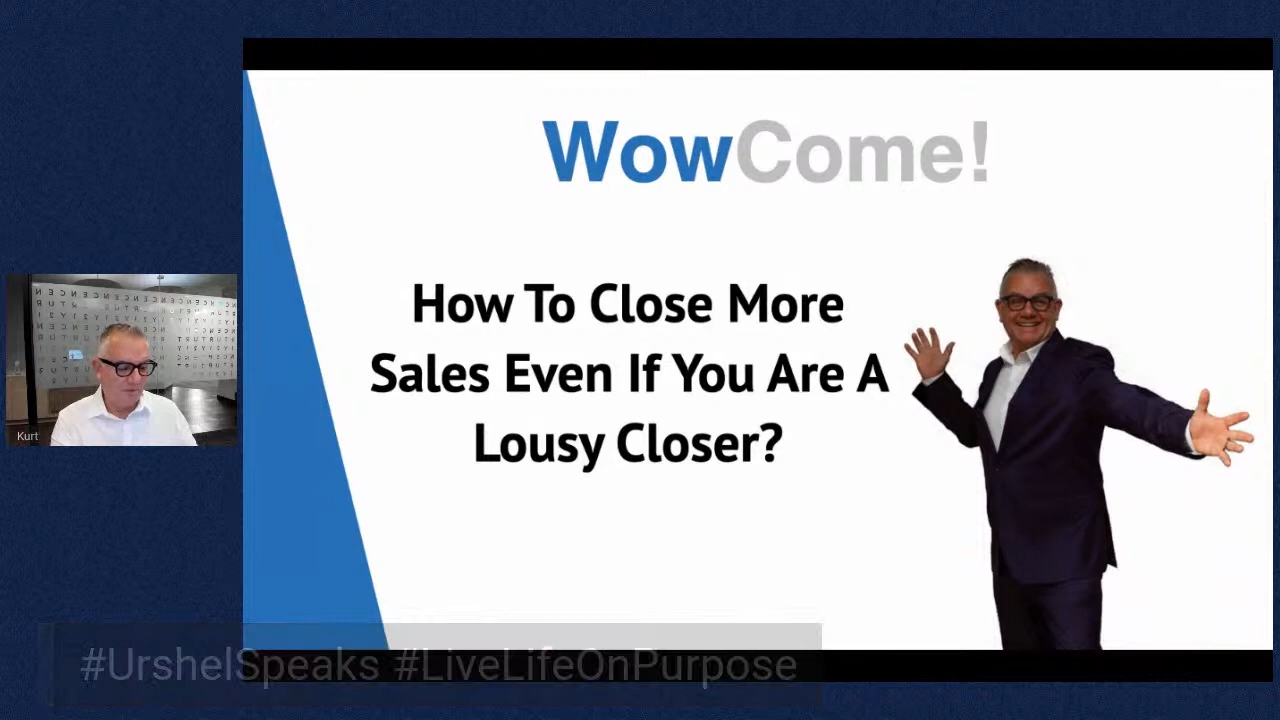 WowCome!
How To Close More
Sales Even If You Are A
Lousy Closer?
Kurt
#UrshelSpeaks #LiveLifeOnPurpose